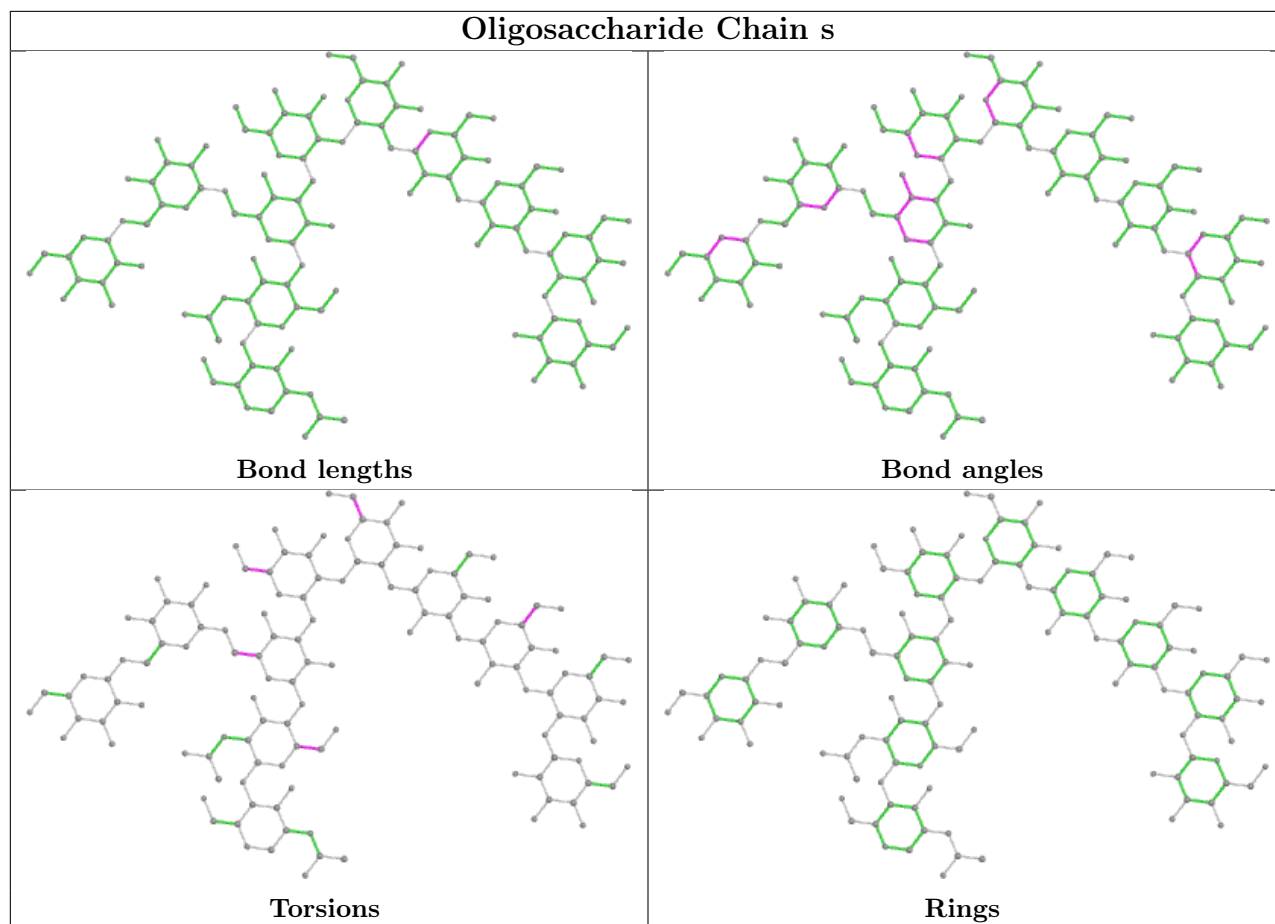 Oligosaccharide Chain s
Bond lengths
Bond angles
Torsions
Rings